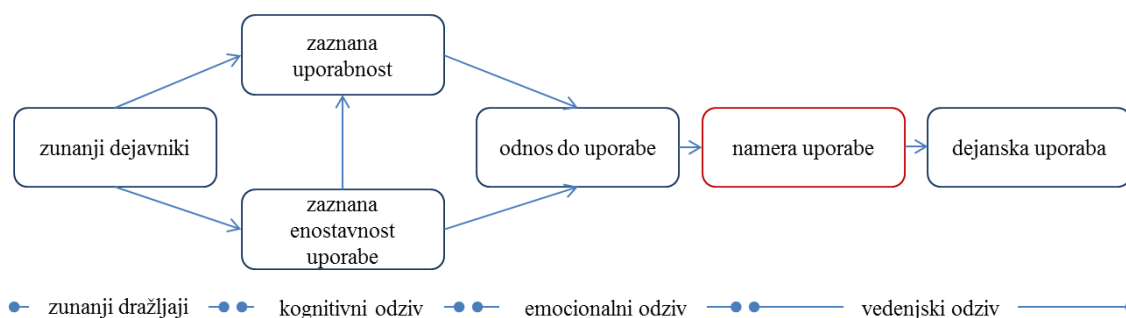 zaznana
uporabnost
zunanji dejavniki
odnos do uporabe
namera uporabe
dejanska uporaba
zaznana
enostavnost
uporabe
zunanji dražljaji
kognitivni odziv
emocionalni odziv
vedenjski odziv